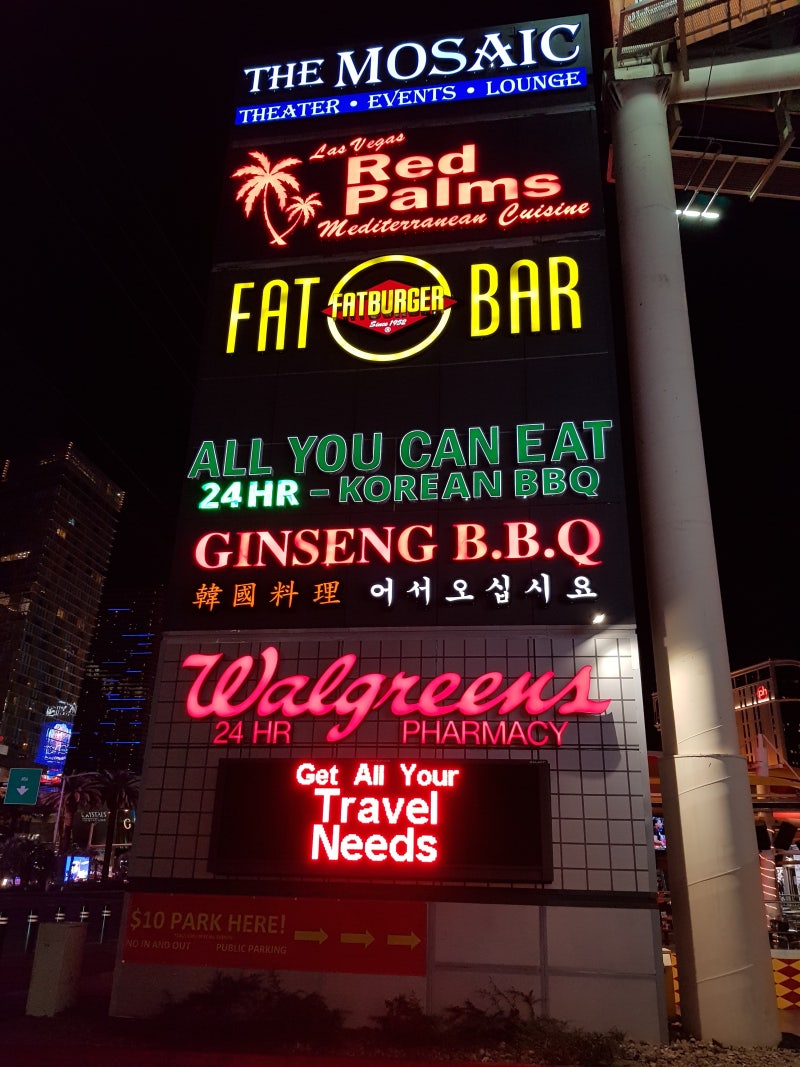 THE MOSAIC
THEATER • EVENTS • LOUNGE
Las Vegas
Red
Palms
Mediterranean Cuisine
FAT FATBURGER BAR
Since 1952
ALL YOU CAN EAT
24HR - KOREAN BBQ
GINSENG B.B.Q
韓國料理 어서오십시요
Walgreens
24 HR PHARMACY
Get All Your
Travel
Needs
$10 PARK HERE!
NO IN AND OUT PUBLIC PARKING
CRYSTALS
ph